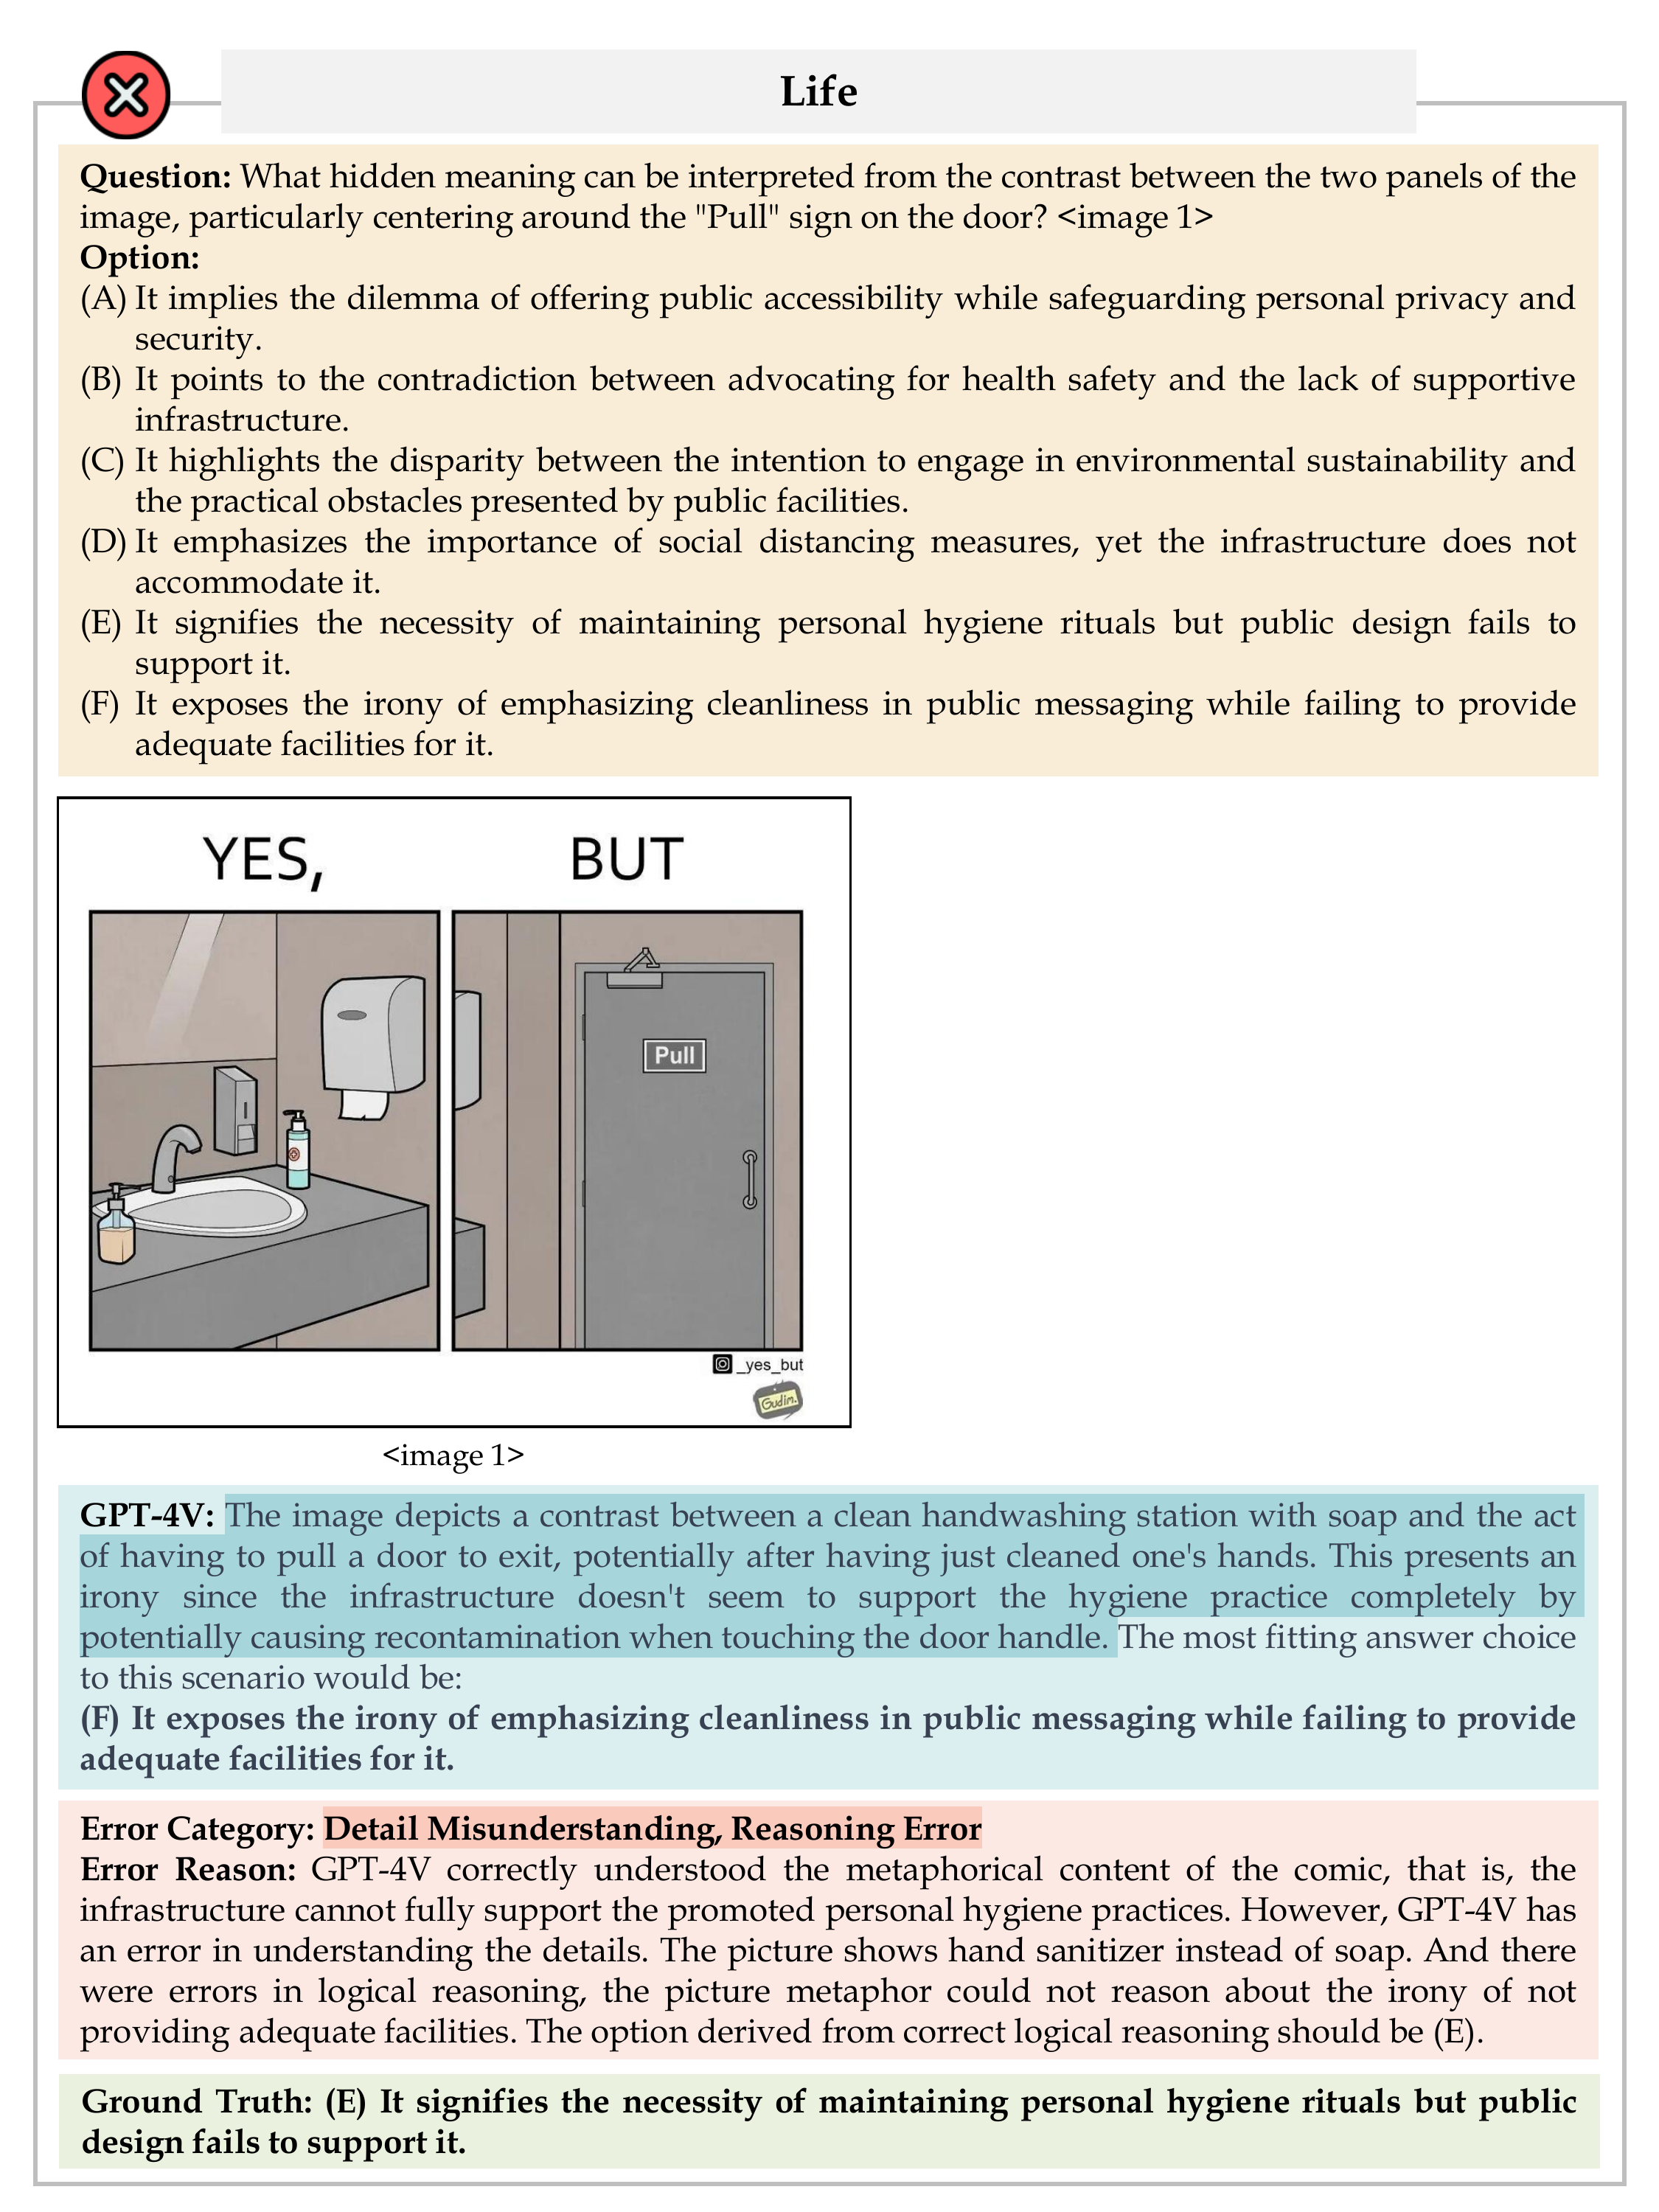 Life
Question: What hidden meaning can be interpreted from the contrast between the two panels of the
image, particularly centering around the "Pull" sign on the door? <image 1>
Option:
(A) It implies the dilemma of offering public accessibility while safeguarding personal privacy and
security.
(B) It points to the contradiction between advocating for health safety and the lack of supportive
infrastructure.
(C) It highlights the disparity between the intention to engage in environmental sustainability and
the practical obstacles presented by public facilities.
(D) It emphasizes the importance of social distancing measures, yet the infrastructure does not
accommodate it.
(E) It signifies the necessity of maintaining personal hygiene rituals but public design fails to
support it.
(F) It exposes the irony of emphasizing cleanliness in public messaging while failing to provide
adequate facilities for it.
YES, BUT
Pull
_yes_but
Gudim.
<image 1>
GPT-4V: The image depicts a contrast between a clean handwashing station with soap and the act
of having to pull a door to exit, potentially after having just cleaned one's hands. This presents an
irony since the infrastructure doesn't seem to support the hygiene practice completely by
potentially causing recontamination when touching the door handle. The most fitting answer choice
to this scenario would be:
(F) It exposes the irony of emphasizing cleanliness in public messaging while failing to provide
adequate facilities for it.
Error Category: Detail Misunderstanding, Reasoning Error
Error Reason: GPT-4V correctly understood the metaphorical content of the comic, that is, the
infrastructure cannot fully support the promoted personal hygiene practices. However, GPT-4V has
an error in understanding the details. The picture shows hand sanitizer instead of soap. And there
were errors in logical reasoning, the picture metaphor could not reason about the irony of not
providing adequate facilities. The option derived from correct logical reasoning should be (E).
Ground Truth: (E) It signifies the necessity of maintaining personal hygiene rituals but public
design fails to support it.